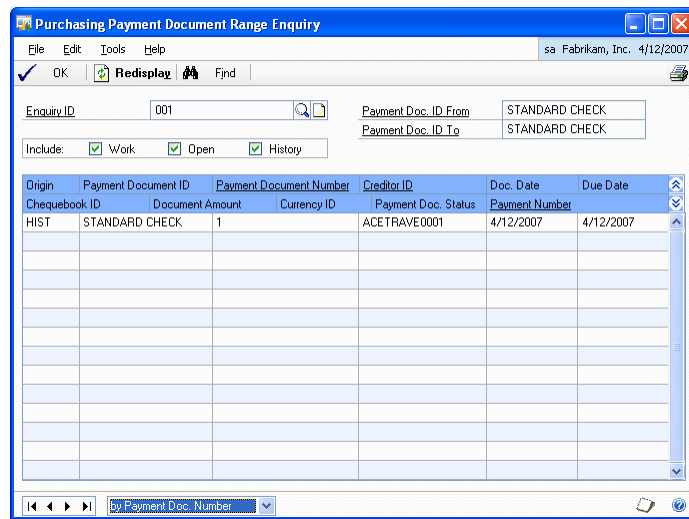 Purchasing Payment Document Range Enquiry
File Edit Tools Help sa Fabrikam, Inc. 4/12/2007
OK Redisplay Find
Enquiry ID 001 Payment Doc. ID From STANDARD CHECK
Payment Doc. ID To STANDARD CHECK
Include: Work Open History
Origin Payment Document ID Payment Document Number Creditor ID Doc. Date Due Date
Chequebook ID Document Amount Currency ID Payment Doc. Status Payment Number
HIST STANDARD CHECK 1 ACETRAVE0001 4/12/2007 4/12/2007
by Payment Doc. Number